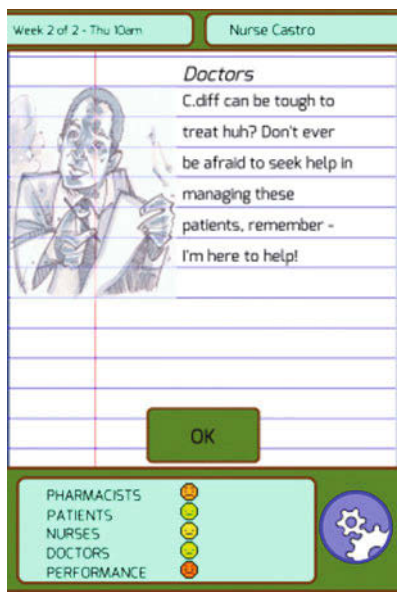 Week 2 of 2 - Thu 10am
Nurse Castro
Doctors
C.diff can be tough to
treat huh? Don't ever
be afraid to seek help in
managing these
patients, remember -
I'm here to help!
OK
PHARMACISTS
PATIENTS
NURSES
DOCTORS
PERFORMANCE